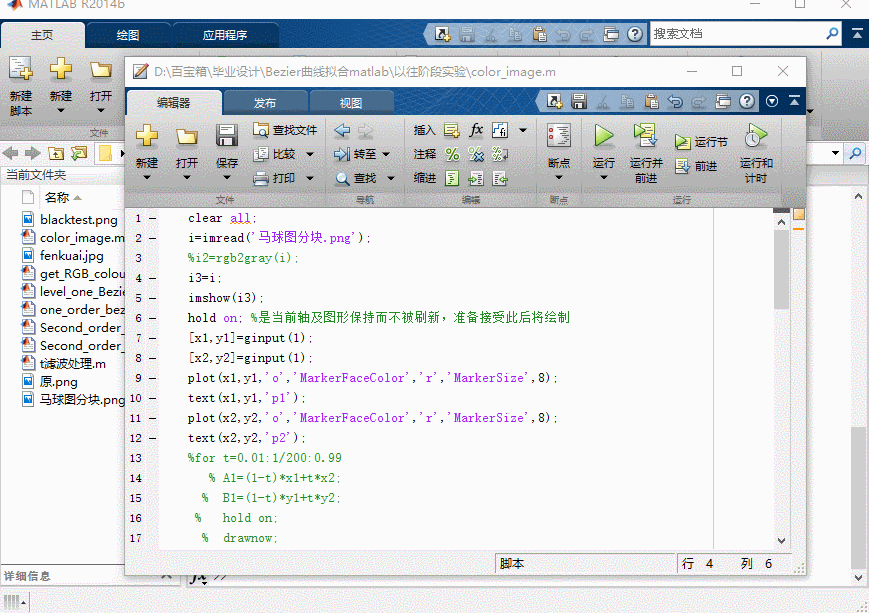 MATLAB R2014b
主页 绘图 应用程序
搜索文档
新建脚本 新建 打开
文件
D:\百宝箱\毕业设计\Bezier曲线拟合matlab\以往阶段实验\color_image.m
编辑器 发布 视图
新建 打开 保存 查找文件 比较 打印
转至 查找
插入 fx
注释
缩进
断点 运行 运行并前进 运行节 前进 运行和计时
文件 导航 编辑 断点 运行
当前文件夹
名称
blacktest.png
color_image.m
fenkuai.jpg
get_RGB_colou
level_one_Bezie
one_order_bez
Second_order_
Second_order_
t滤波处理.m
原.png
马球图分块.png
1 – clear all;
2 – i=imread('马球图分块.png');
3 %i2=rgb2gray(i);
4 – i3=i;
5 – imshow(i3);
6 – hold on; %是当前轴及图形保持而不被刷新，准备接受此后将绘制
7 – [x1,y1]=ginput(1);
8 – [x2,y2]=ginput(1);
9 – plot(x1,y1,'o','MarkerFaceColor','r','MarkerSize',8);
10 – text(x1,y1,'p1');
11 – plot(x2,y2,'o','MarkerFaceColor','r','MarkerSize',8);
12 – text(x2,y2,'p2');
13 %for t=0.01:1/200:0.99
14 % A1=(1-t)*x1+t*x2;
15 % B1=(1-t)*y1+t*y2;
16 % hold on;
17 % drawnow;
脚本 行 4 列 6
详细信息
fx >>